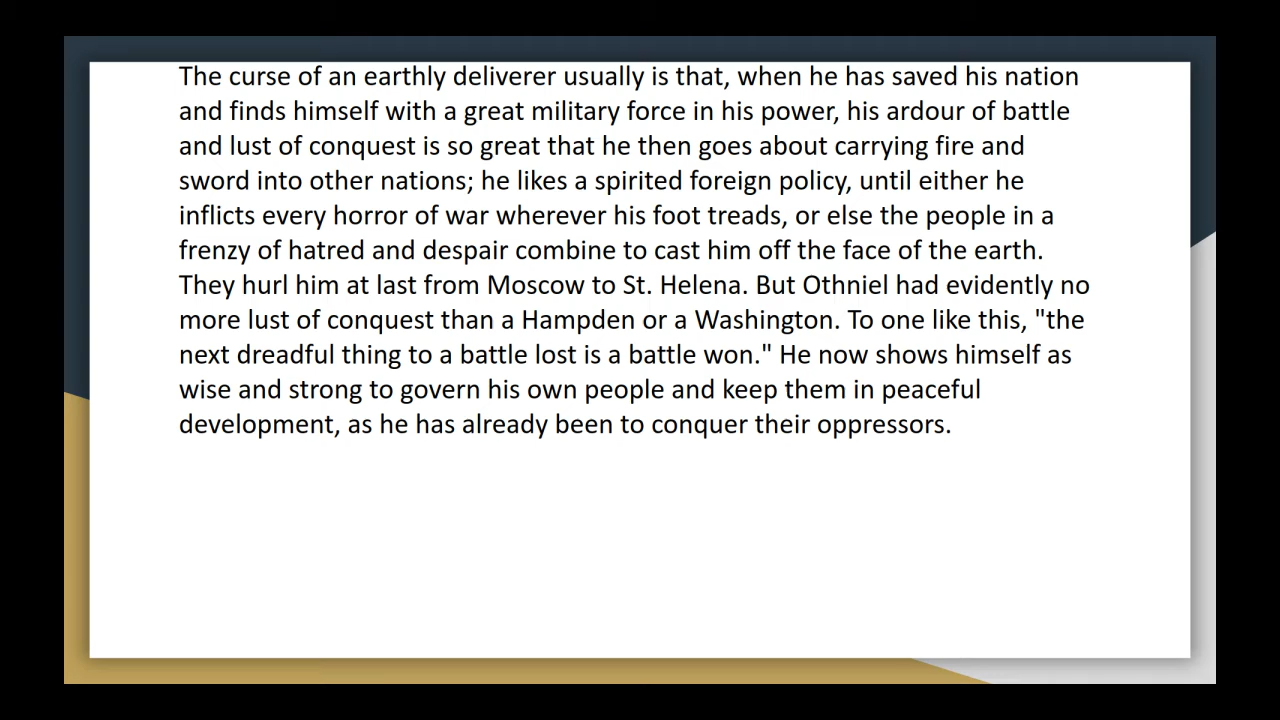 The curse of an earthly deliverer usually is that, when he has saved his nation
and finds himself with a great military force in his power, his ardour of battle
and lust of conquest is so great that he then goes about carrying fire and
sword into other nations; he likes a spirited foreign policy, until either he
inflicts every horror of war wherever his foot treads, or else the people in a
frenzy of hatred and despair combine to cast him off the face of the earth.
They hurl him at last from Moscow to St. Helena. But Othniel had evidently no
more lust of conquest than a Hampden or a Washington. To one like this, "the
next dreadful thing to a battle lost is a battle won." He now shows himself as
wise and strong to govern his own people and keep them in peaceful
development, as he has already been to conquer their oppressors.